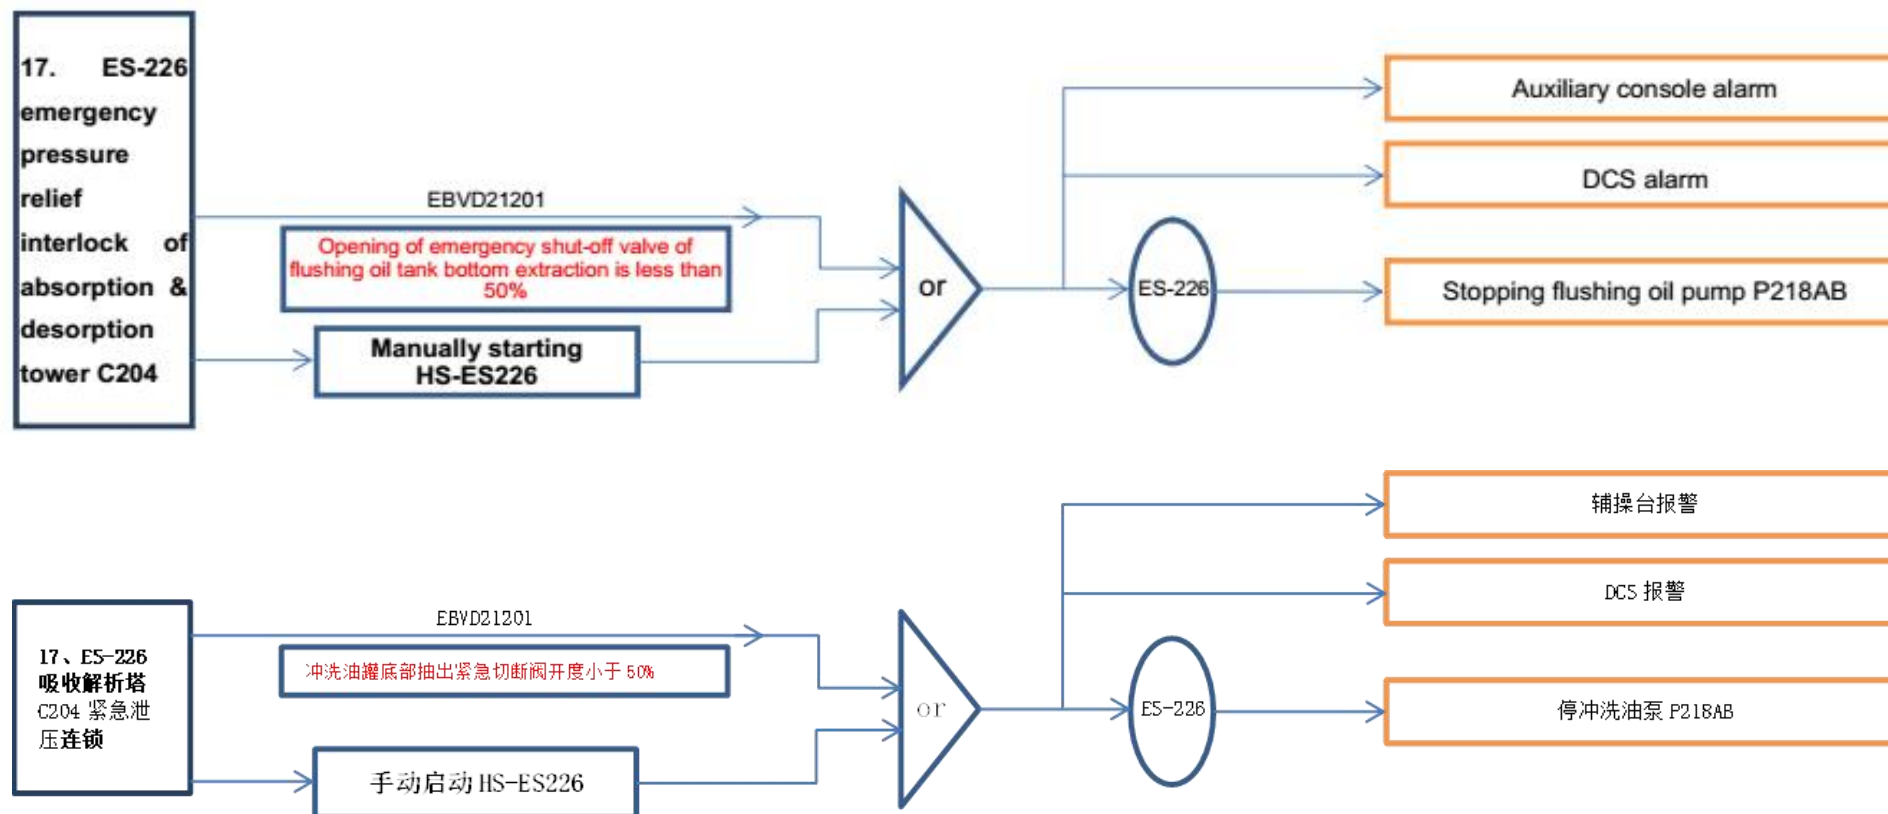 17. ES-226
emergency
pressure
relief
interlock of
absorption &
desorption
tower C204
EBVD21201
Opening of emergency shut-off valve of
flushing oil tank bottom extraction is less than
50%
Manually starting
HS-ES226
or
ES-226
Auxiliary console alarm
DCS alarm
Stopping flushing oil pump P218AB
17、ES-226
吸收解析塔
C204 紧急泄
压连锁
EBVD21201
冲洗油罐底部抽出紧急切断阀开度小于 50%
手动启动 HS-ES226
or
ES-226
辅操台报警
DCS 报警
停冲洗油泵 P218AB